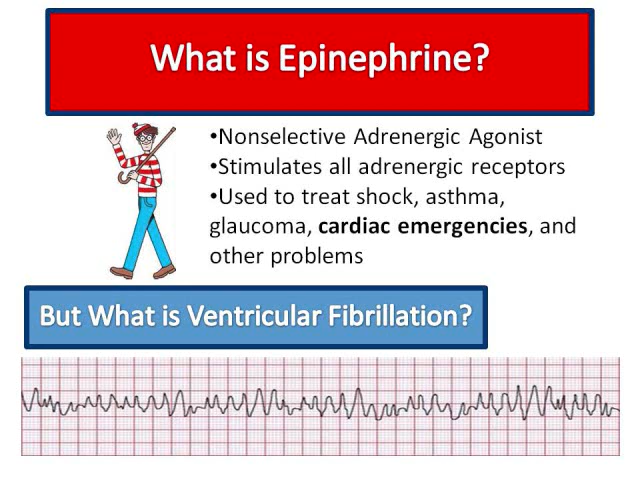 What is Epinephrine?
•Nonselective Adrenergic Agonist
•Stimulates all adrenergic receptors
•Used to treat shock, asthma,
glaucoma, cardiac emergencies, and
other problems
But What is Ventricular Fibrillation?